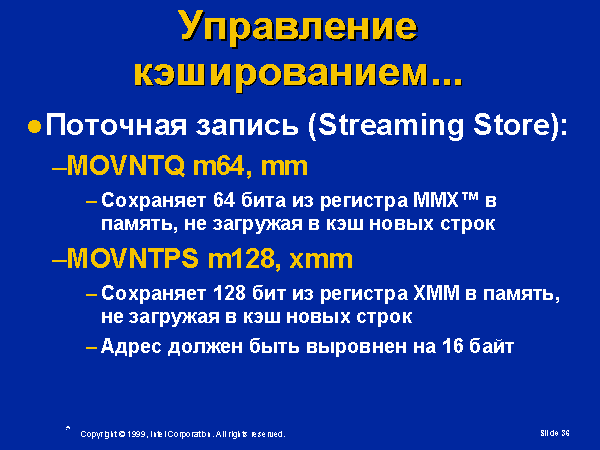 Управление
кэшированием...
●Поточная запись (Streaming Store):
–MOVNTQ m64, mm
– Сохраняет 64 бита из регистра MMX™ в
память, не загружая в кэш новых строк
–MOVNTPS m128, xmm
– Сохраняет 128 бит из регистра XMM в память,
не загружая в кэш новых строк
– Адрес должен быть выровнен на 16 байт
* Copyright © 1999, Intel Corporation. All rights reserved.
Slide 36